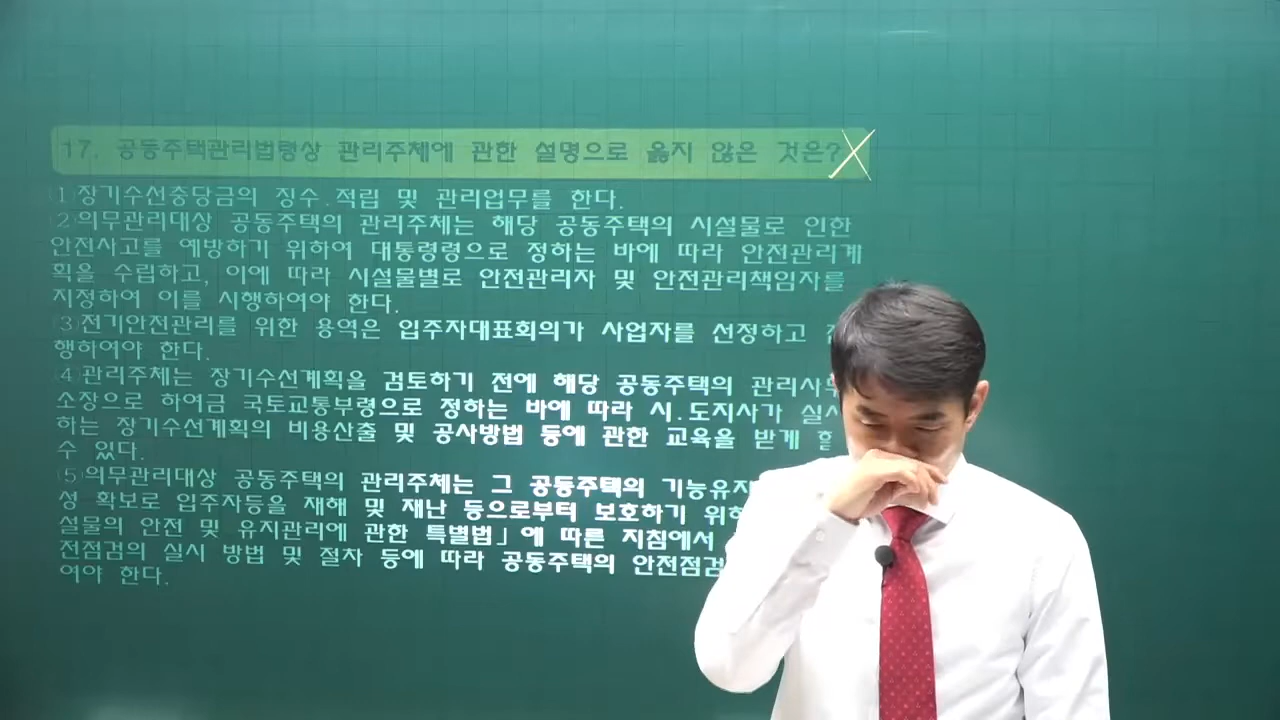 17. 공동주택관리법령상 관리주체에 관한 설명으로 옳지 않은 것은?
(1)장기수선충당금의 징수.적립 및 관리업무를 한다.
(2)의무관리대상 공동주택의 관리주체는 해당 공동주택의 시설물로 인한
안전사고를 예방하기 위하여 대통령령으로 정하는 바에 따라 안전관리계
획을 수립하고, 이에 따라 시설물별로 안전관리자 및 안전관리책임자를
지정하여 이를 시행하여야 한다.
(3)전기안전관리를 위한 용역은 입주자대표회의가 사업자를 선정하고
행하여야 한다.
(4)관리주체는 장기수선계획을 검토하기 전에 해당 공동주택의 관리사무
소장으로 하여금 국토교통부령으로 정하는 바에 따라 시.도지사가 실시
하는 장기수선계획의 비용산출 및 공사방법 등에 관한 교육을 받게 할
수 있다.
(5)의무관리대상 공동주택의 관리주체는 그 공동주택의 기능유지
성 확보로 입주자등을 재해 및 재난 등으로부터 보호하기 위하
설물의 안전 및 유지관리에 관한 특별법」에 따른 지침에서
전점검의 실시 방법 및 절차 등에 따라 공동주택의 안전점검
여야 한다.